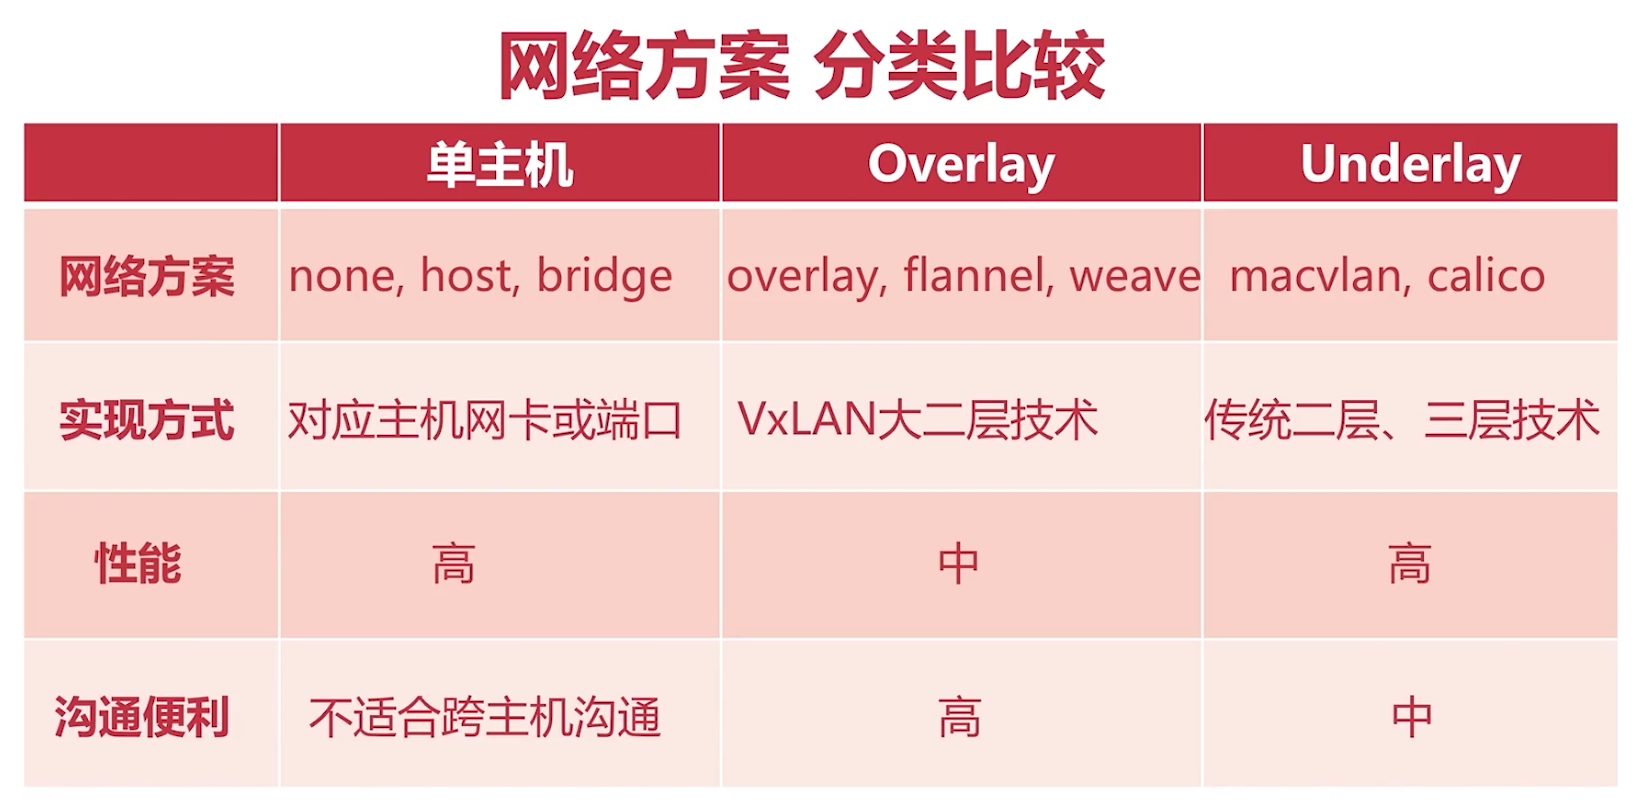 网络方案 分类比较
单主机 Overlay Underlay
网络方案 none, host, bridge overlay, flannel, weave macvlan, calico
实现方式 对应主机网卡或端口 VxLAN大二层技术 传统二层、三层技术
性能 高 中 高
沟通便利 不适合跨主机沟通 高 中